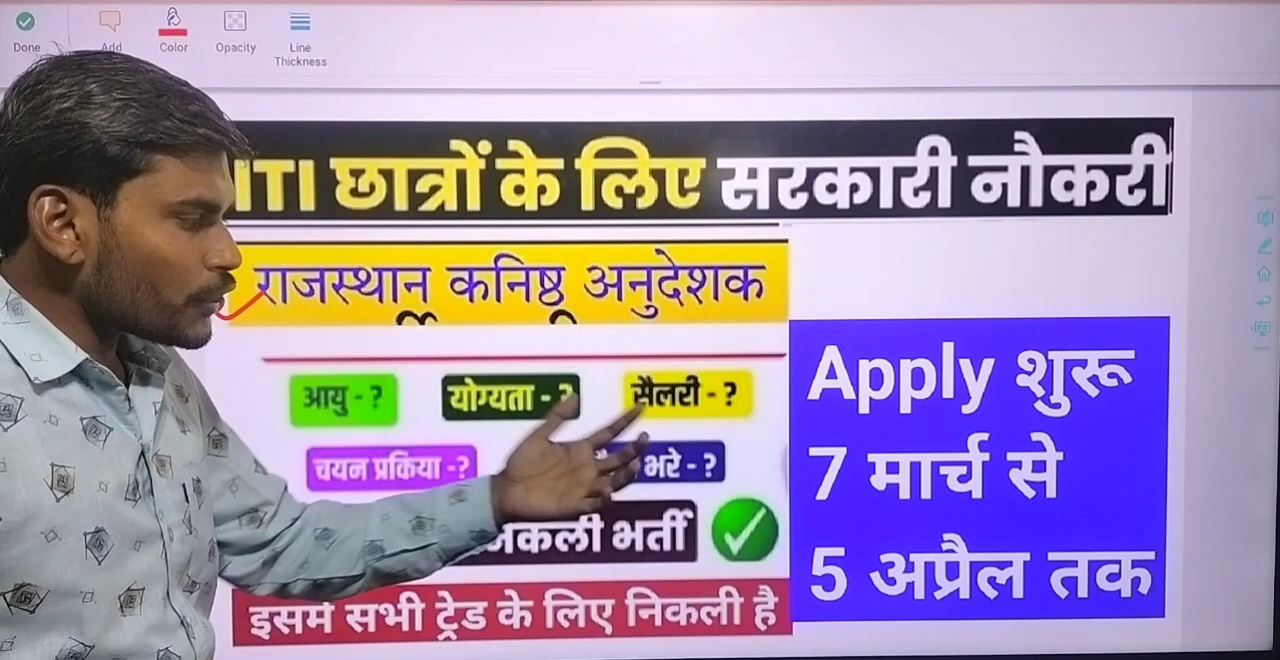 Done
Add
Color
Opacity
Line
Thickness
ITI छात्रों के लिए सरकारी नौकरी
राजस्थान कनिष्ठ अनुदेशक
आयु - ?
योग्यता - ?
सैलरी - ?
चयन प्रकिया -?
भरे - ?
भर्ती
इसमे सभी ट्रेड के लिए निकली है
Apply शुरू
7 मार्च से
5 अप्रैल तक